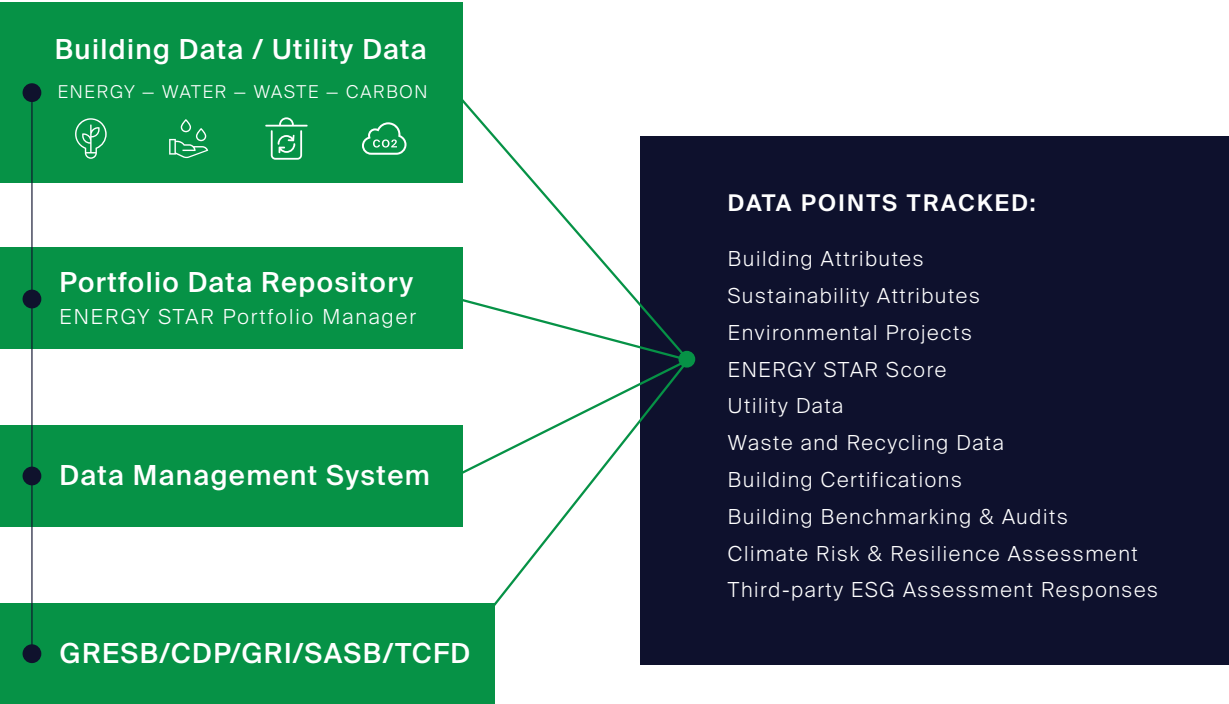 Building Data / Utility Data
ENERGY – WATER – WASTE – CARBON
CO2
Portfolio Data Repository
ENERGY STAR Portfolio Manager
Data Management System
GRESB/CDP/GRI/SASB/TCFD
DATA POINTS TRACKED:
Building Attributes
Sustainability Attributes
Environmental Projects
ENERGY STAR Score
Utility Data
Waste and Recycling Data
Building Certifications
Building Benchmarking & Audits
Climate Risk & Resilience Assessment
Third-party ESG Assessment Responses